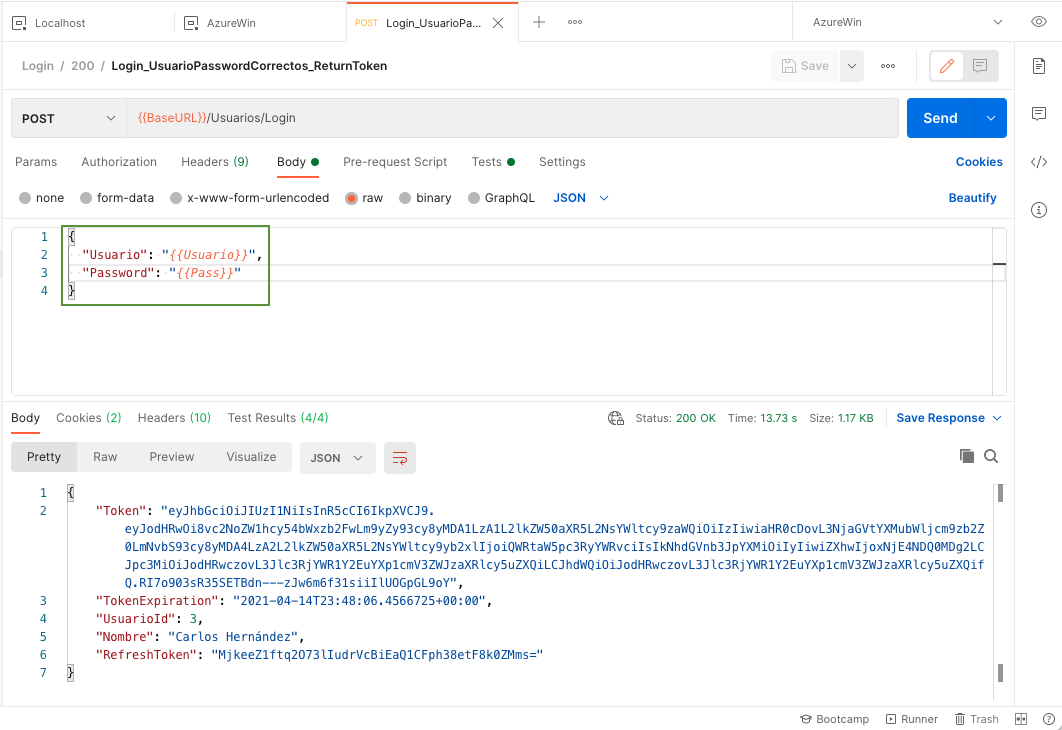 Localhost
AzureWin
POST Login_UsuarioPa...
AzureWin
Login / 200 / Login_UsuarioPasswordCorrectos_ReturnToken
Save
POST
{{BaseURL}}/Usuarios/Login
Send
Params Authorization Headers (9) Body Pre-request Script Tests Settings
Cookies
none form-data x-www-form-urlencoded raw binary GraphQL JSON
Beautify
1 {
2 "Usuario": "{{Usuario}}",
3 "Password": "{{Pass}}"
4 }
Body Cookies (2) Headers (10) Test Results (4/4)
Status: 200 OK Time: 13.73 s Size: 1.17 KB Save Response
Pretty Raw Preview Visualize JSON
1 {
2 "Token": "eyJhbGciOiJIUzI1NiIsInR5cCI6IkpXVCJ9.
eyJodHRwOi8vc2NoZW1hcy54bWxzb2FwLm9yZy93cy8yMDA1LzA1L2lkZW50aXR5L2NsYWltcy9zaWQiOiIzIiwiaHR0cDovL3NjaGVtYXMubWljcm9zb2Z
0LmNvbS93cy8yMDA4LzA2L2lkZW50aXR5L2NsYWltcy9yb2xlIjoiQWRtaW5pc3RyYWRvciIsIkNhdGVnb3JpYXMiOiIyIiwiZXhwIjoxNjE4NDQ0MDg2LC
Jpc3MiOiJodHRwczovL3Jlc3RjYWR1Y2EuYXp1cmV3ZWJzaXRlcy5uZXQiLCJhdWQiOiJodHRwczovL3Jlc3RjYWR1Y2EuYXp1cmV3ZWJzaXRlcy5uZXQif
Q.RI7o903sR35SETBdn---zJw6m6f31siiIlUOGpGL9oY",
3 "TokenExpiration": "2021-04-14T23:48:06.4566725+00:00",
4 "UsuarioId": 3,
5 "Nombre": "Carlos Hernández",
6 "RefreshToken": "MjkeeZ1ftq2O73lIudrVcBiEaQ1CFph38etF8k0ZMms="
7 }
Bootcamp Runner Trash